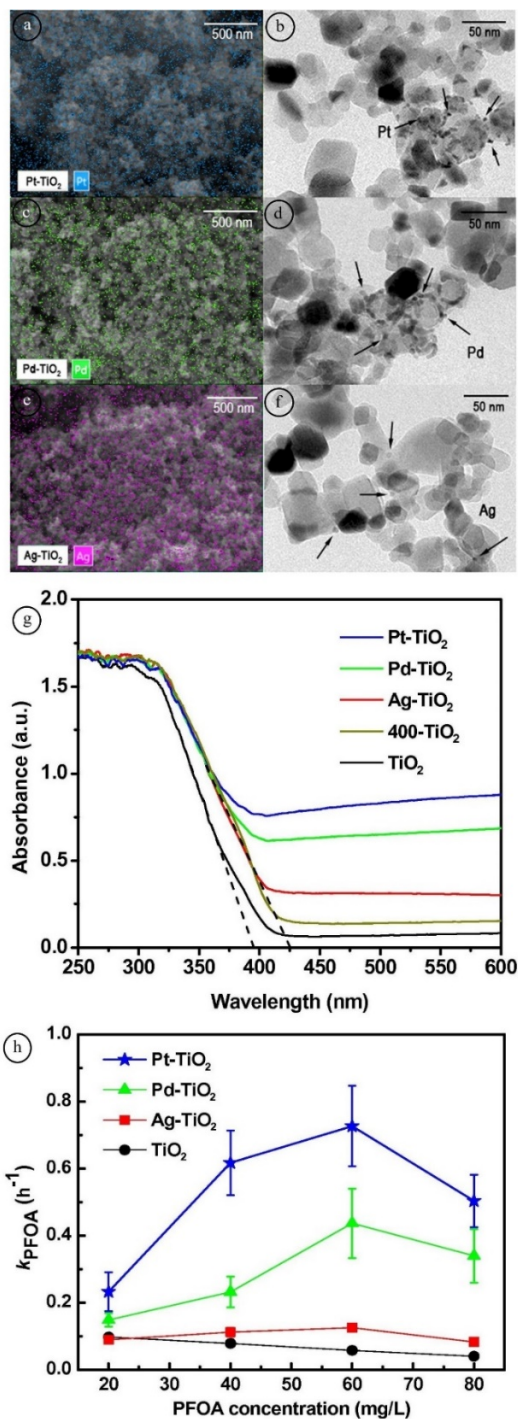 a
500 nm
Pt-TiO₂ Pt
b
50 nm
Pt
c
500 nm
Pd-TiO₂ Pd
d
50 nm
Pd
e
500 nm
Ag-TiO₂ Ag
f
50 nm
Ag
g
Absorbance (a.u.)
2.0
1.5
1.0
0.5
0.0
Pt-TiO₂
Pd-TiO₂
Ag-TiO₂
400-TiO₂
TiO₂
250 300 350 400 450 500 550 600
Wavelength (nm)
h
kPFOA (h⁻¹)
1.0
0.8
0.6
0.4
0.2
0.0
Pt-TiO₂
Pd-TiO₂
Ag-TiO₂
TiO₂
20 30 40 50 60 70 80
PFOA concentration (mg/L)